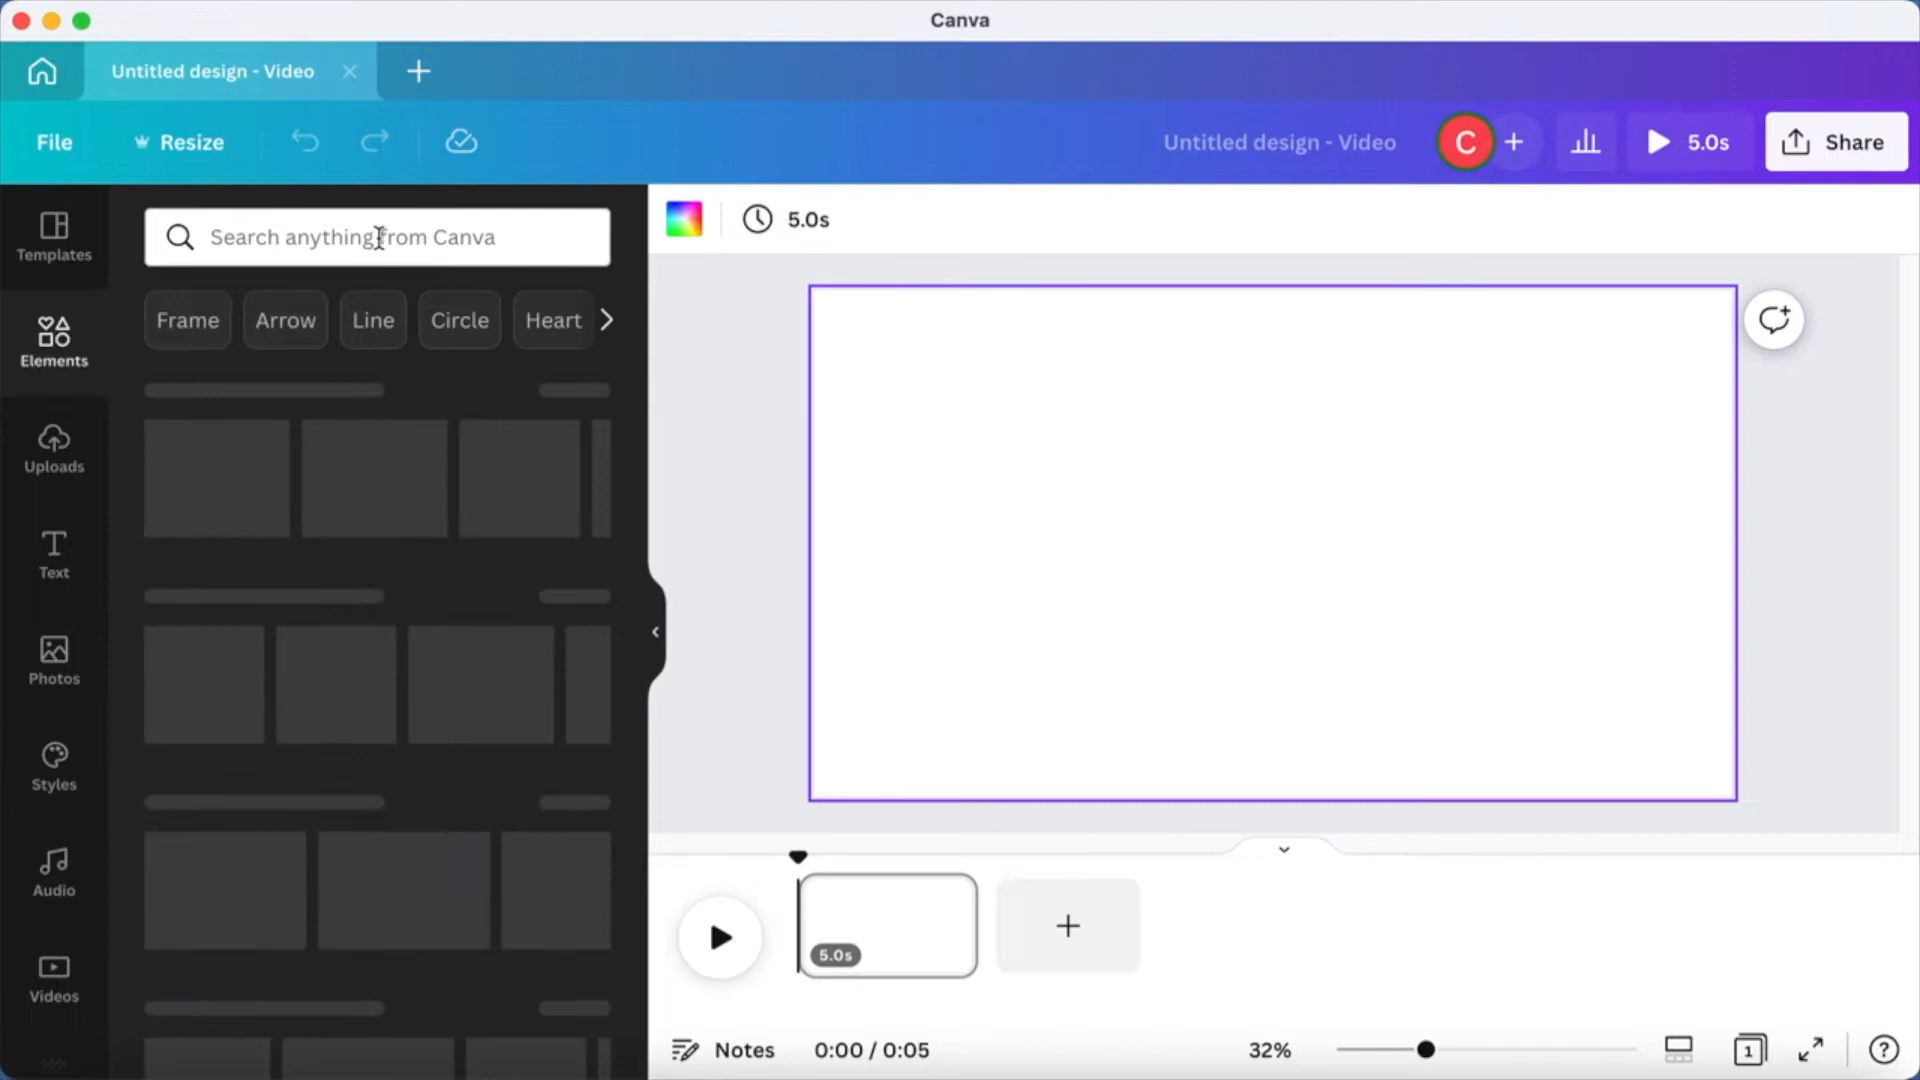 Canva
Untitled design - Video
File
Resize
Untitled design - Video
C
5.0s
Share
Templates
Search anything from Canva
5.0s
Frame
Arrow
Line
Circle
Heart
Elements
Uploads
Text
Photos
Styles
Audio
Videos
5.0s
Notes
0:00 / 0:05
32%
1
?